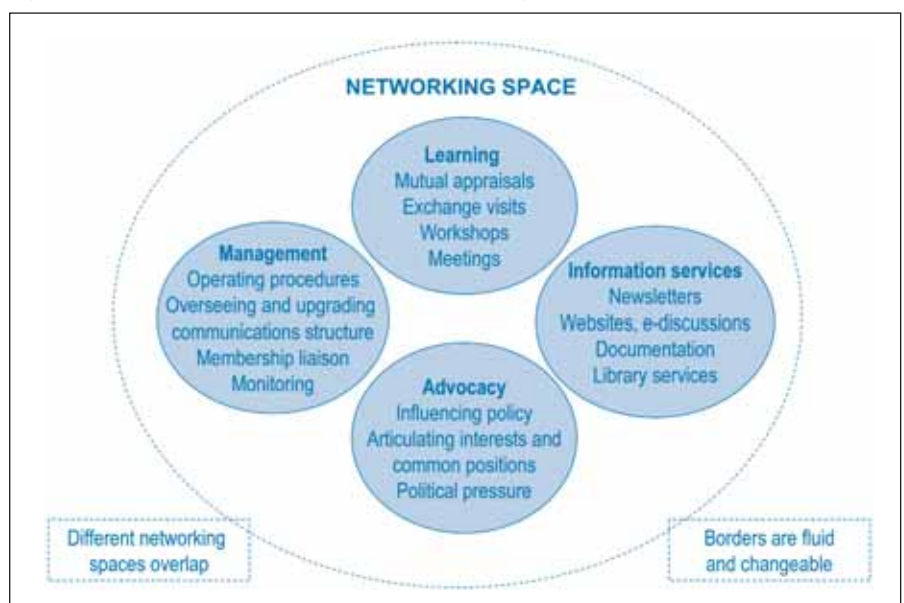 NETWORKING SPACE
Learning
Mutual appraisals
Exchange visits
Workshops
Meetings
Management
Operating procedures
Overseeing and upgrading
communications structure
Membership liaison
Monitoring
Information services
Newsletters
Websites, e-discussions
Documentation
Library services
Advocacy
Influencing policy
Articulating interests and
common positions
Political pressure
Different networking
spaces overlap
Borders are fluid
and changeable